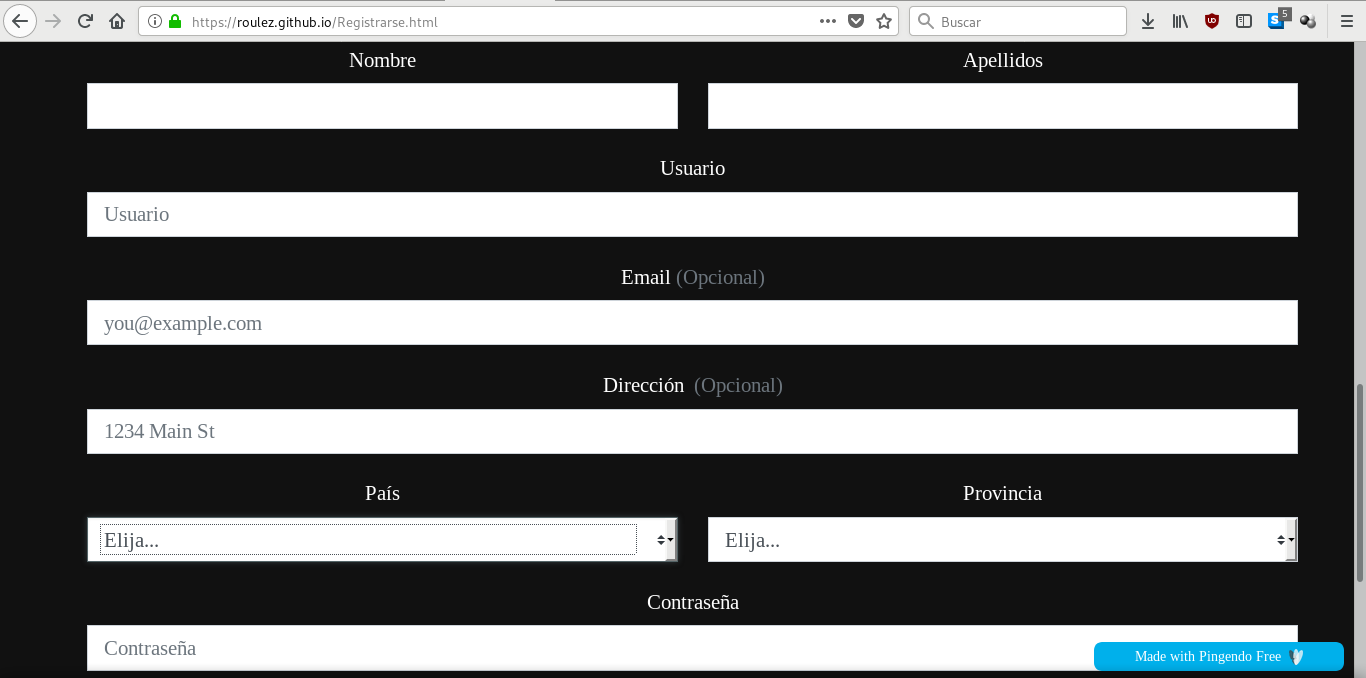 https://roulez.github.io/Registrarse.html
Buscar
5
Nombre
Apellidos
Usuario
Usuario
Email (Opcional)
you@example.com
Dirección (Opcional)
1234 Main St
País
Provincia
Elija...
Elija...
Contraseña
Contraseña
Made with Pingendo Free